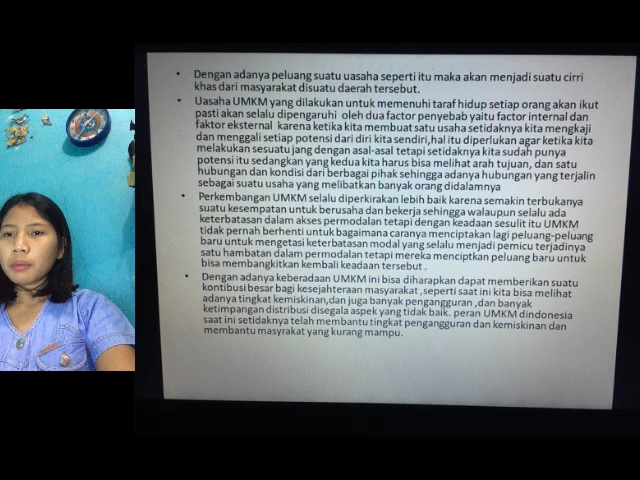 • Dengan adanya peluang suatu uasaha seperti itu maka akan menjadi suatu cirri
khas dari masyarakat disuatu daerah tersebut.
• Uasaha UMKM yang dilakukan untuk memenuhi taraf hidup setiap orang akan ikut
pasti akan selalu dipengaruhi oleh dua factor penyebab yaitu factor internal dan
faktor eksternal karena ketika kita membuat satu usaha setidaknya kita mengkaji
dan menggali setiap potensi dari diri kita sendiri,hal itu diperlukan agar ketika kita
melakukan sesuatu jang dengan asal-asal tetapi setidaknya kita sudah punya
potensi itu sedangkan yang kedua kita harus bisa melihat arah tujuan, dan satu
hubungan dan kondisi dari berbagai pihak sehingga adanya hubungan yang terjalin
sebagai suatu usaha yang melibatkan banyak orang didalamnya
• Perkembangan UMKM selalu diperkirakan lebih baik karena semakin terbukanya
suatu kesempatan untuk berusaha dan bekerja sehingga walaupun selalu ada
keterbatasan dalam akses permodalan tetapi dengan keadaan sesulit itu UMKM
tidak pernah berhenti untuk bagaimana caranya menciptakan lagi peluang-peluang
baru untuk mengetasi keterbatasan modal yang selalu menjadi pemicu terjadinya
satu hambatan dalam permodalan tetapi mereka menciptkan peluang baru untuk
bisa membangkitkan kembali keadaan tersebut .
• Dengan adanya keberadaan UMKM ini bisa diharapkan dapat memberikan suatu
kontibusi besar bagi kesejahteraan masyarakat ,seperti saat ini kita bisa melihat
adanya tingkat kemiskinan,dan juga banyak pengangguran ,dan banyak
ketimpangan distribusi disegala aspek yang tidak baik. peran UMKM dindonesia
saat ini setidaknya telah membantu tingkat pengangguran dan kemiskinan dan
membantu masyrakat yang kurang mampu.